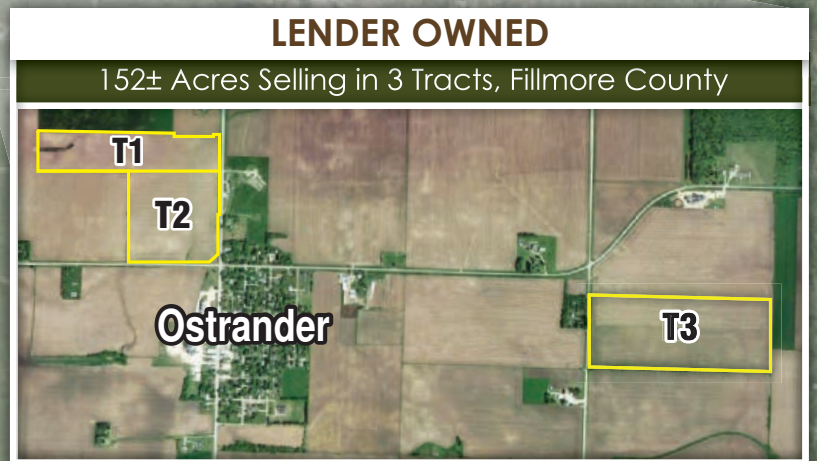 LENDER OWNED
152± Acres Selling in 3 Tracts, Fillmore County
T1
T2
Ostrander
T3